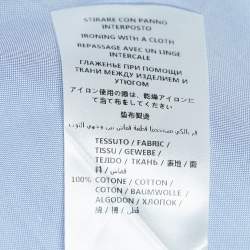 STIRARE CON PANNO
INTERPOSTO
IRONING WITH A CLOTH
REPASSAGE AVEC UN LINGE
INTERCALE
ГЛАЖЕНЬЕ ПРИ ПОМОЩИ
ТКАНИ МЕЖДУ ИЗДЕЛИЕМ И
УТЮГОМ
アイロン使用の際は、乾燥アイロンに
て当て布をしてください
垫布熨烫
TESSUTO / FABRIC /
TISSU / GEWEBE /
TEJIDO / ТКАНЬ / 表地 / 面
料 / قماش
100% COTONE / COTTON /
COTON / BAUMWOLLE /
ALGODON / ХЛОПОК /
綿 / 棉 / قطن